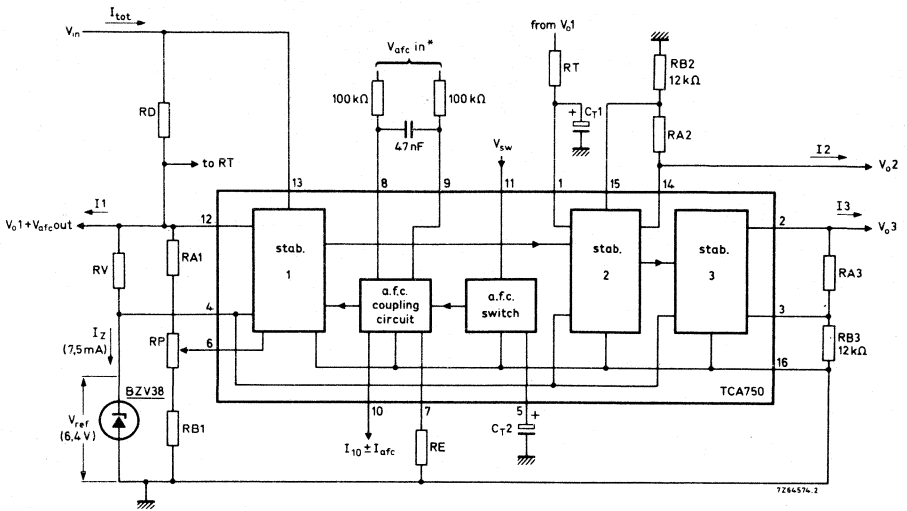 I tot
V in
V afc in *
from V o 1
RT
RB2
12 kΩ
100 kΩ
100 kΩ
47 nF
+
C T 1
RD
RA2
to RT
V sw
I2
V o 2
13
8
9
11
1
15
14
I1
12
V o 1 + V afc out
I3
2
V o 3
RV
RA1
stab.
1
stab.
2
stab.
3
RA3
a.f.c.
coupling
circuit
a.f.c.
switch
4
3
I Z
(7,5 mA)
RP
6
RB3
12 kΩ
16
BZV38
TCA750
V ref
(6,4 V)
RB1
10
7
5
+
C T 2
I 10 ± I afc
RE
7Z64574.2